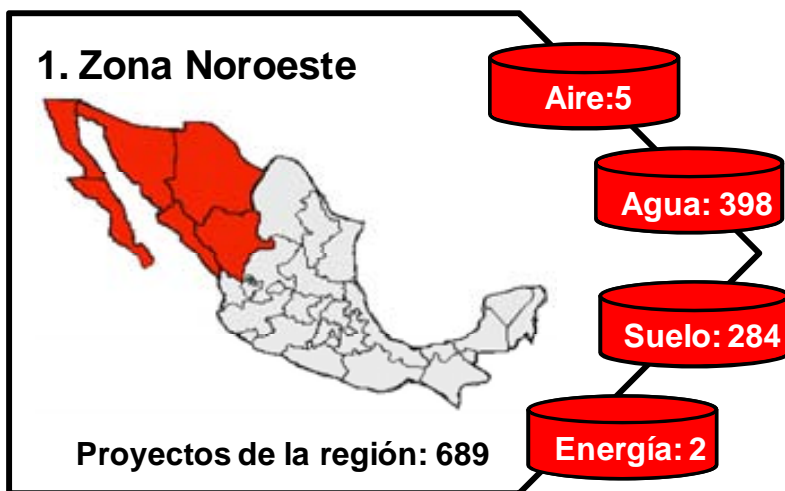 1. Zona Noroeste
Aire:5
Agua: 398
Suelo: 284
Energía: 2
Proyectos de la región: 689